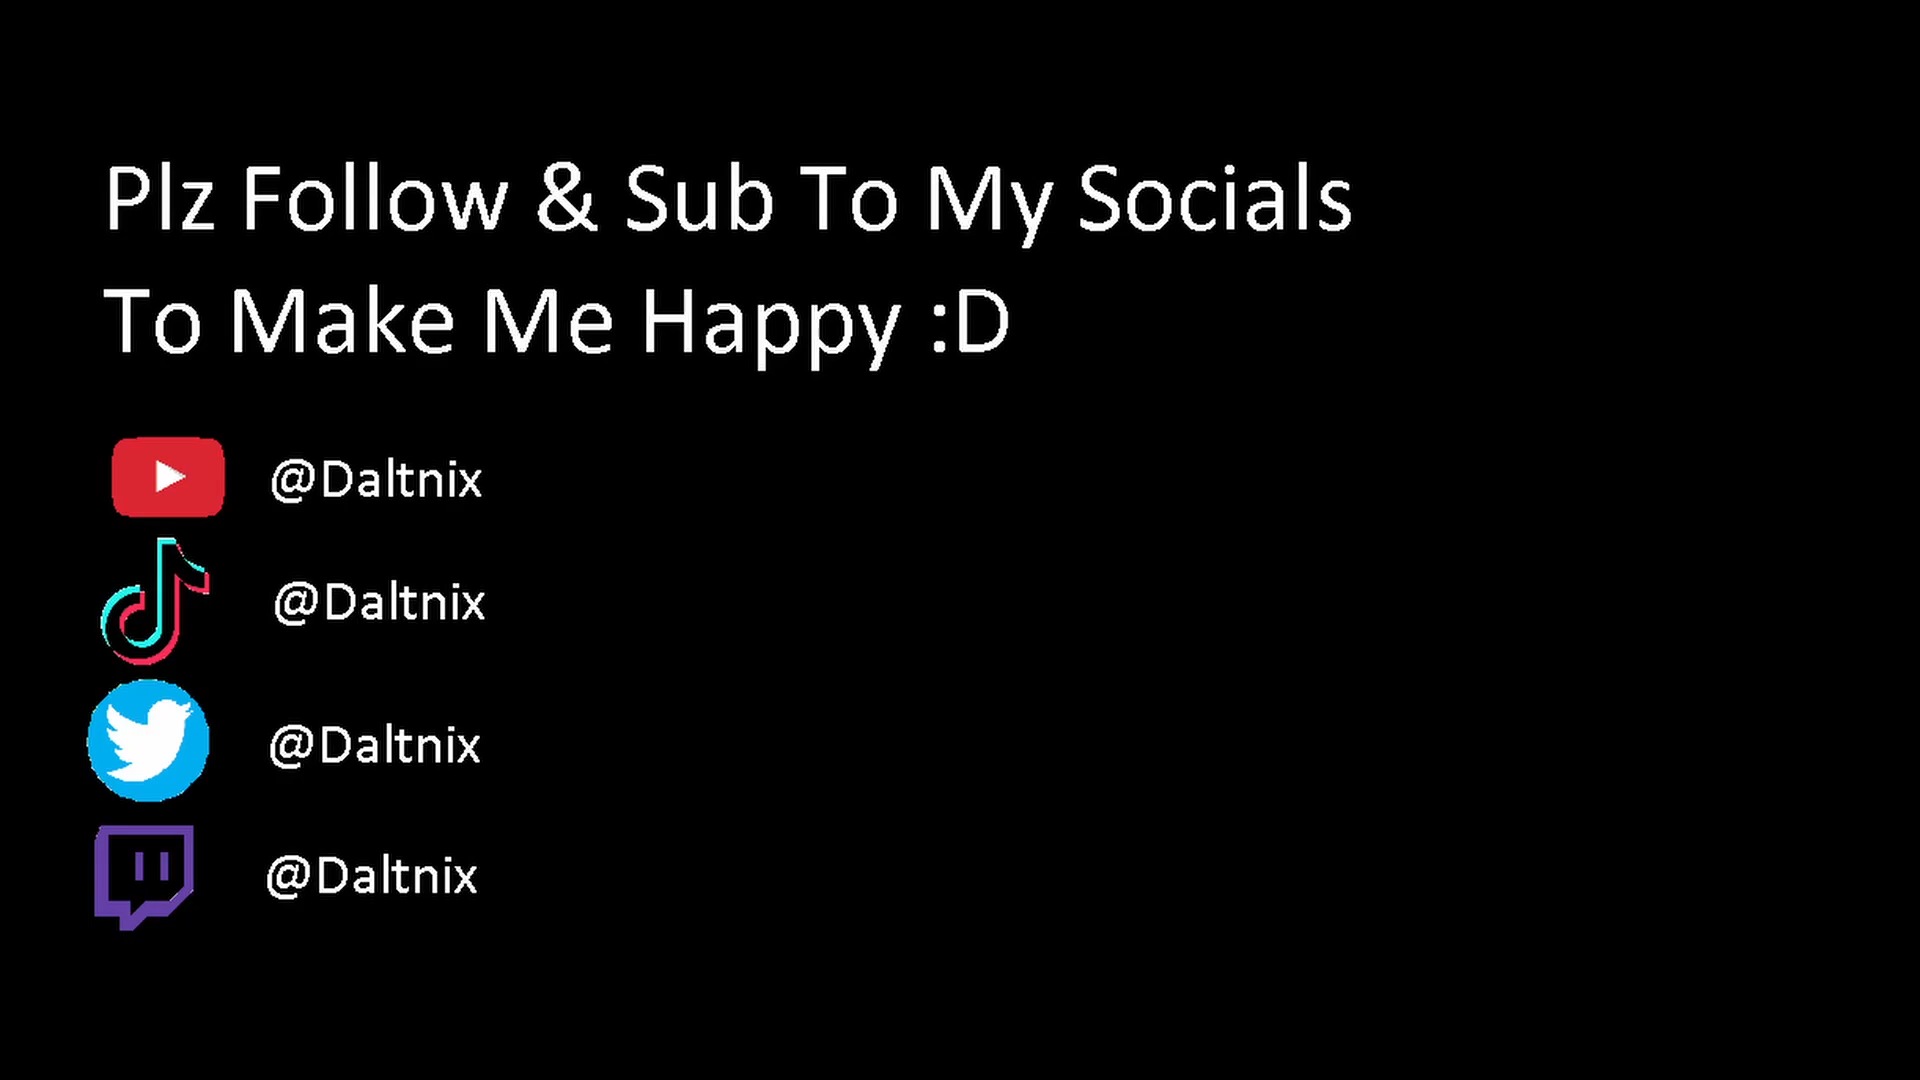 Plz Follow & Sub To My Socials
To Make Me Happy :D
@Daltnix
@Daltnix
@Daltnix
@Daltnix